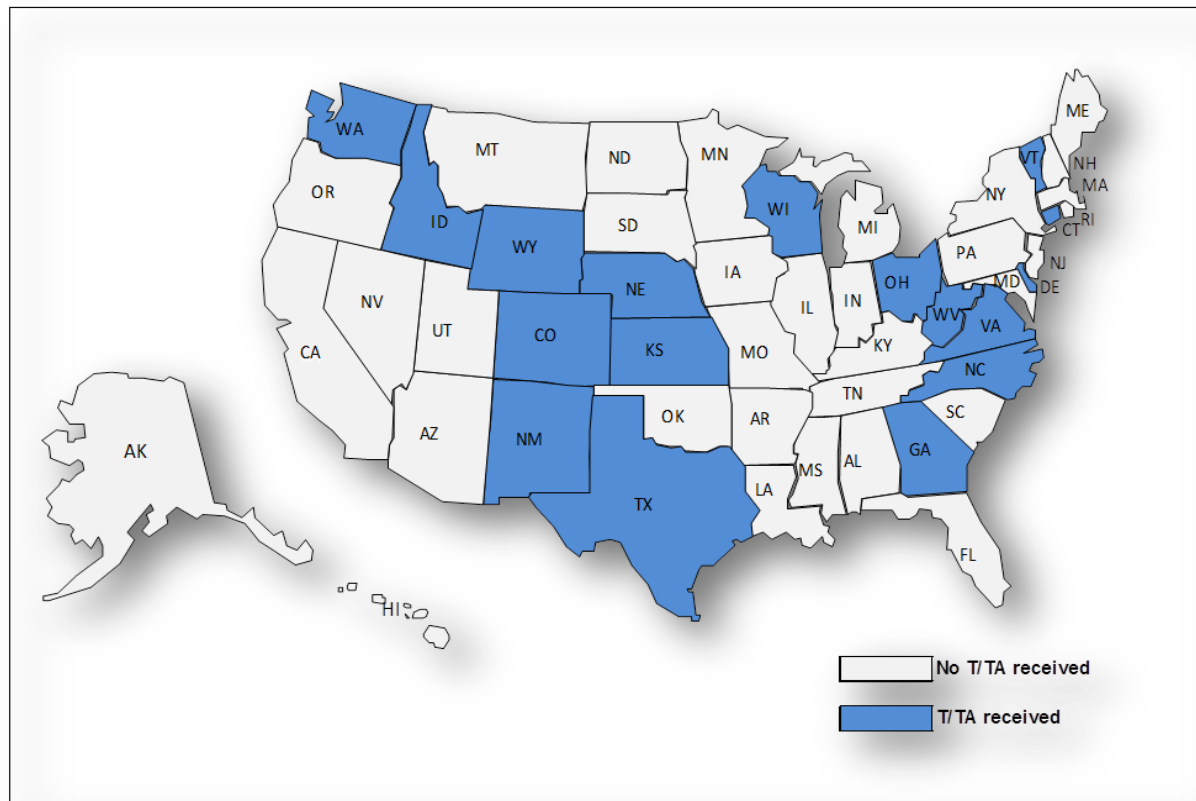 ME
WA
MT
ND
MN
VT
NH
OR
MA
NY
ID
WI
SD
MI
RI
CT
WY
PA
IA
NJ
NE
OH
MD
DE
NV
IL
IN
UT
WV
VA
CO
KS
CA
MO
KY
NC
TN
OK
AR
SC
AZ
NM
GA
AK
MS
AL
LA
TX
FL
HI
No T/TA received
T/TA received